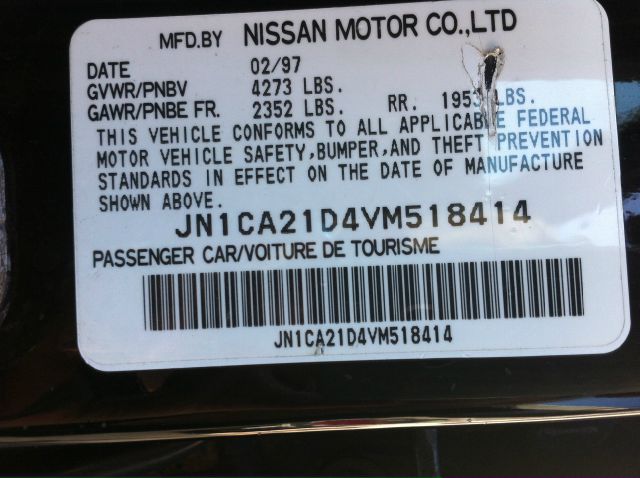 MFD.BY NISSAN MOTOR CO.,LTD
DATE 02/97
GVWR/PNBV 4273 LBS.
GAWR/PNBE FR. 2352 LBS. RR. 1953 LBS.
THIS VEHICLE CONFORMS TO ALL APPLICABLE FEDERAL
MOTOR VEHICLE SAFETY,BUMPER,AND THEFT PREVENTION
STANDARDS IN EFFECT ON THE DATE OF MANUFACTURE
SHOWN ABOVE.
JN1CA21D4VM518414
PASSENGER CAR/VOITURE DE TOURISME
JN1CA21D4VM518414